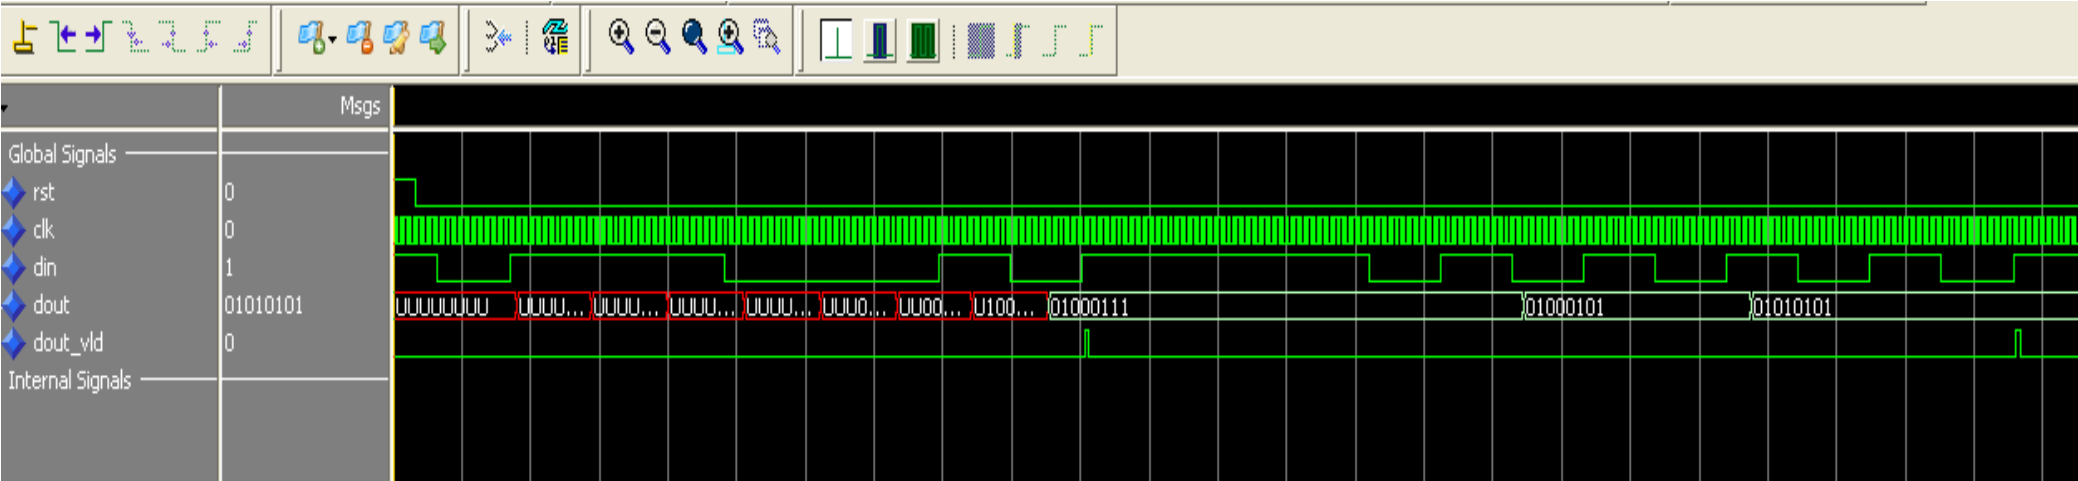 Msgs
Global Signals
rst 0
clk 0
din 1
dout 01010101 UUUUUUUU UUUU... UUUU... UUUU... UUUU... UUU0... UU00... U100... 01000111 01000101 01010101
dout_vld 0
Internal Signals